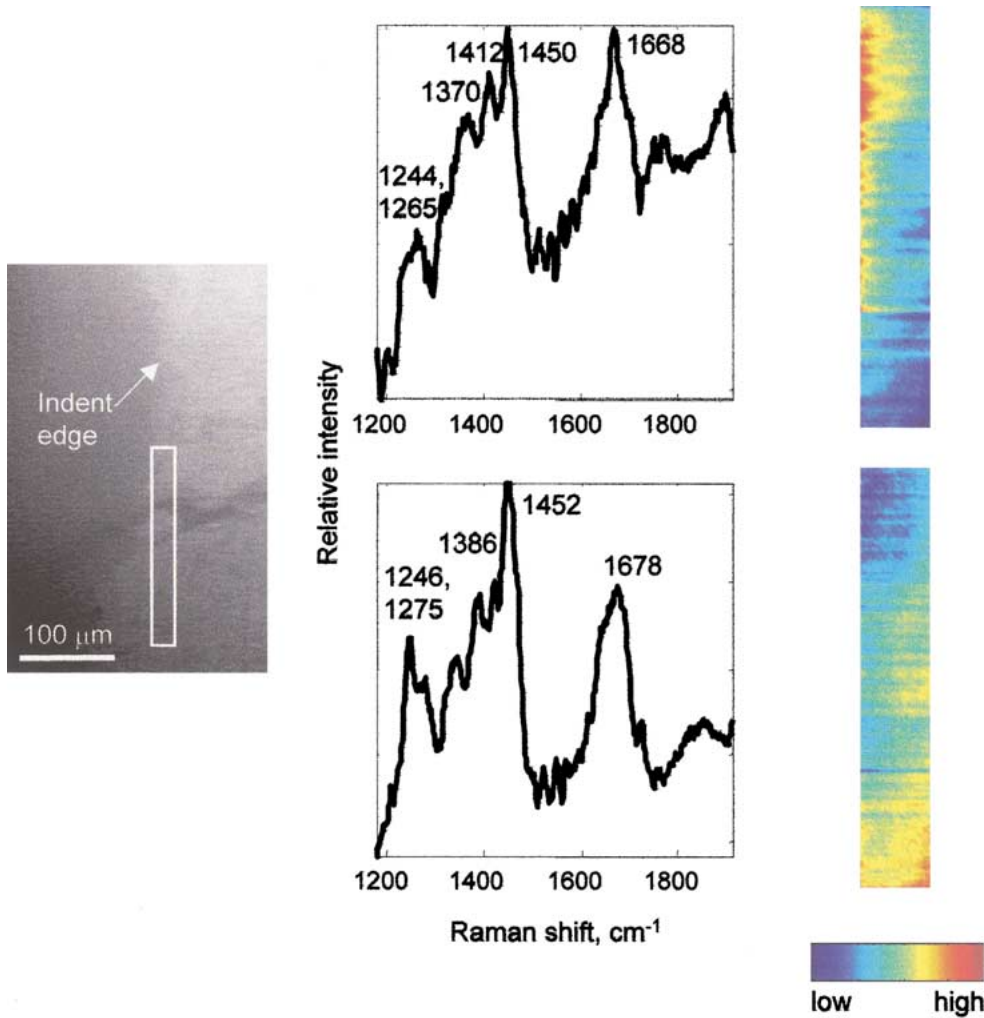 Indent
edge
100 μm
Relative intensity
1412
1450
1668
1370
1244,
1265
1200
1400
1600
1800
1452
1386
1678
1246,
1275
1200
1400
1600
1800
Raman shift, cm⁻¹
low
high